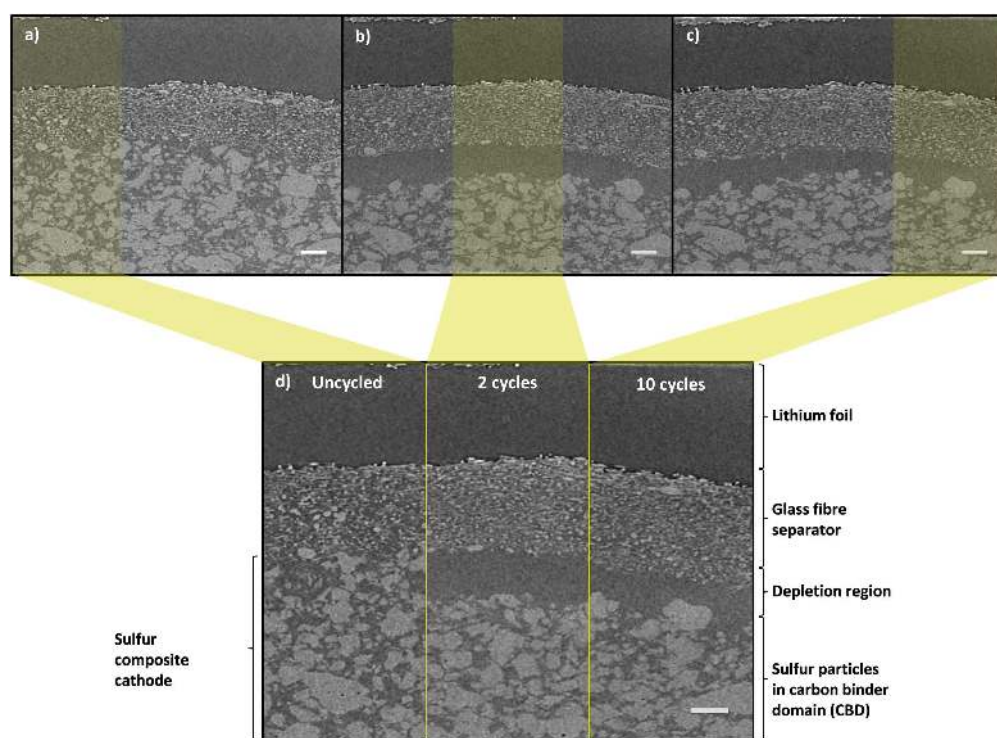 a)
b)
c)
d)
Uncycled
2 cycles
10 cycles
Lithium foil
Glass fibre
separator
Depletion region
Sulfur
composite
cathode
Sulfur particles
in carbon binder
domain (CBD)